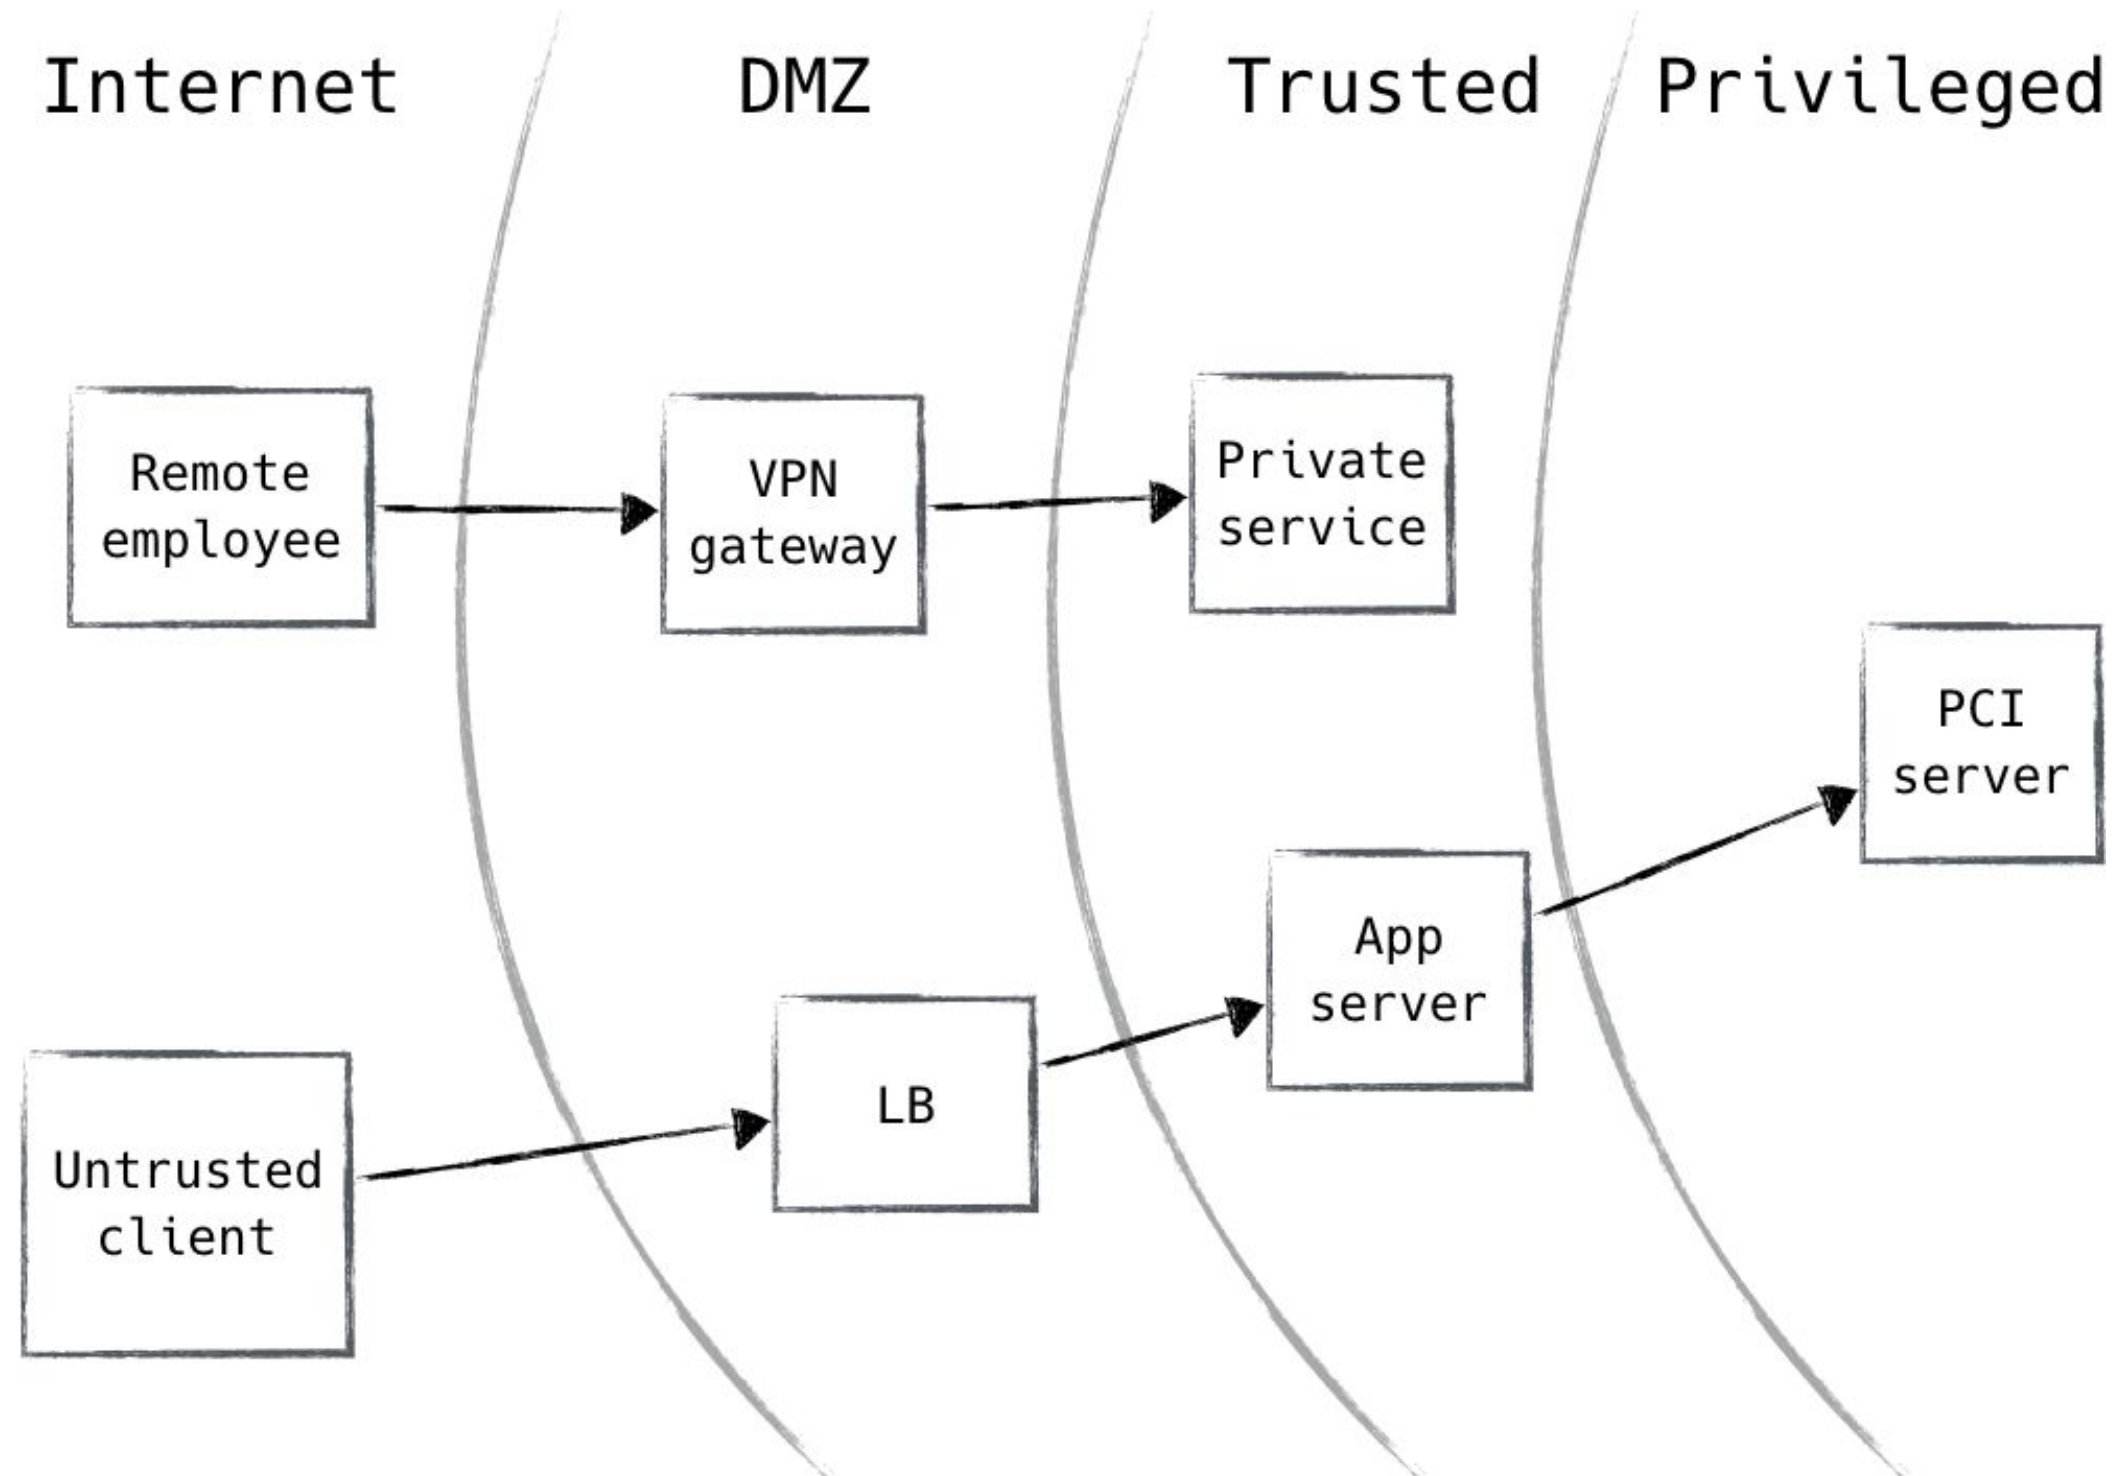 Internet
DMZ
Trusted
Privileged
Remote
employee
VPN
gateway
Private
service
PCI
server
Untrusted
client
LB
App
server